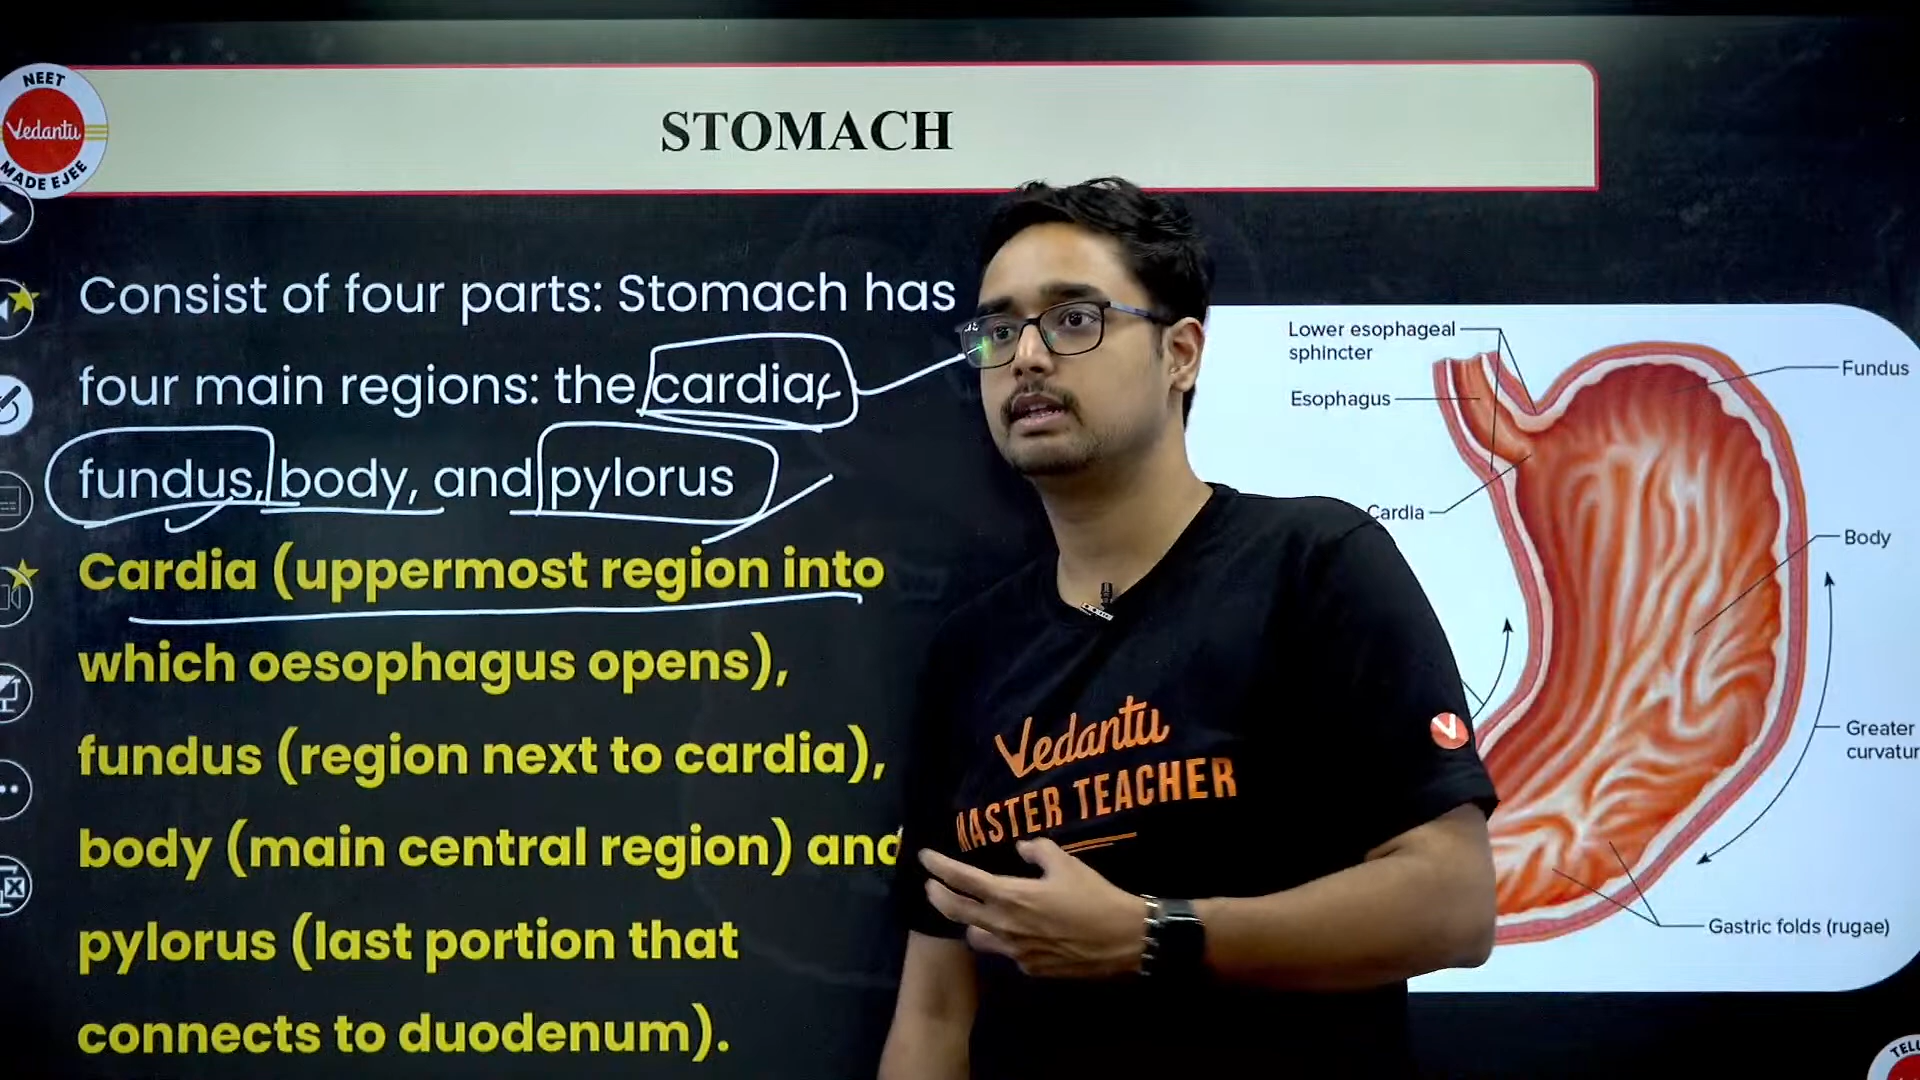 NEET
Vedantu
MADE EJEE
STOMACH
Consist of four parts: Stomach has
four main regions: the cardiac
fundus, body, and pylorus
Cardia (uppermost region into
which oesophagus opens),
fundus (region next to cardia),
body (main central region) and
pylorus (last portion that
connects to duodenum).
Lower esophageal
sphincter
Esophagus
Cardia
Fundus
Body
Greater
curvatur
Gastric folds (rugae)
Vedantu
MASTER TEACHER
V
TELU